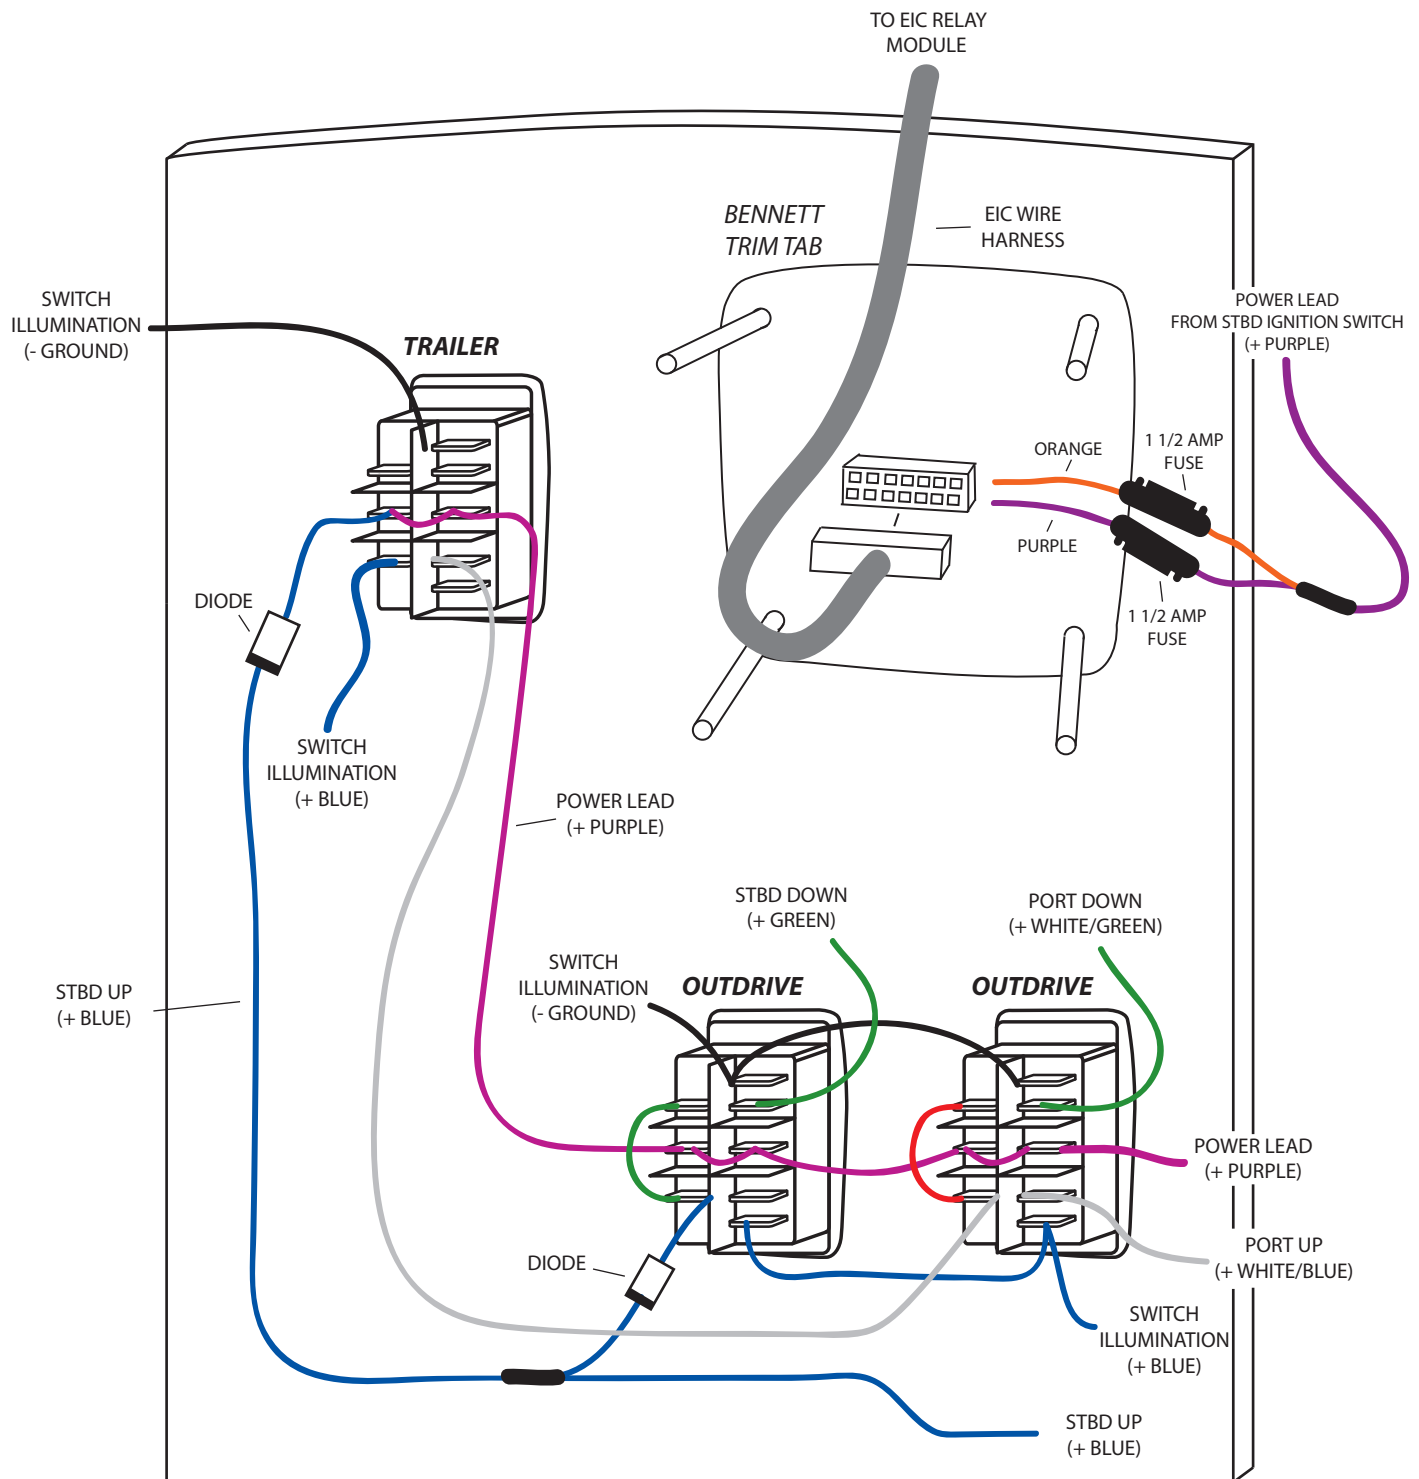 TO EIC RELAY
MODULE
BENNETT
TRIM TAB
EIC WIRE
HARNESS
SWITCH
ILLUMINATION
(- GROUND)
POWER LEAD
FROM STBD IGNITION SWITCH
(+ PURPLE)
TRAILER
ORANGE
1 1/2 AMP
FUSE
PURPLE
1 1/2 AMP
FUSE
DIODE
SWITCH
ILLUMINATION
(+ BLUE)
POWER LEAD
(+ PURPLE)
STBD DOWN
(+ GREEN)
PORT DOWN
(+ WHITE/GREEN)
SWITCH
ILLUMINATION
(- GROUND)
OUTDRIVE
OUTDRIVE
STBD UP
(+ BLUE)
POWER LEAD
(+ PURPLE)
DIODE
PORT UP
(+ WHITE/BLUE)
SWITCH
ILLUMINATION
(+ BLUE)
STBD UP
(+ BLUE)